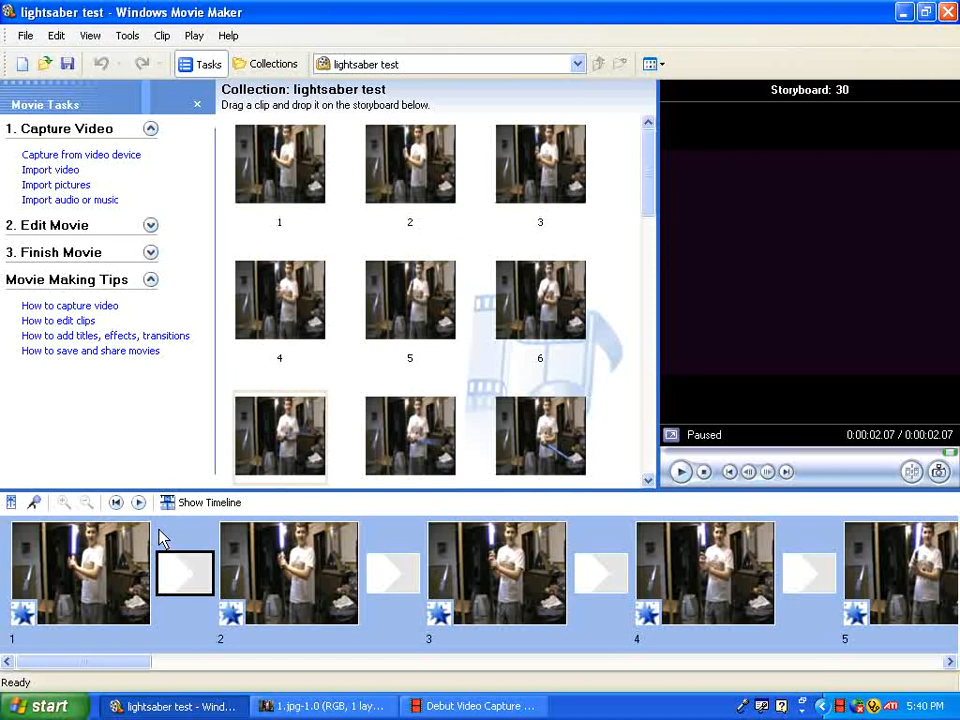 lightsaber test - Windows Movie Maker
File Edit View Tools Clip Play Help
Tasks Collections lightsaber test
Movie Tasks
1. Capture Video
Capture from video device
Import video
Import pictures
Import audio or music
2. Edit Movie
3. Finish Movie
Movie Making Tips
How to capture video
How to edit clips
How to add titles, effects, transitions
How to save and share movies
Collection: lightsaber test
Drag a clip and drop it on the storyboard below.
1 2 3
4 5 6
Storyboard: 30
Paused 0:00:02.07 / 0:00:02.07
Show Timeline
1 2 3 4 5
Ready
start lightsaber test - Wind... 1.jpg-1.0 (RGB, 1 lay... Debut Video Capture ... 5:40 PM